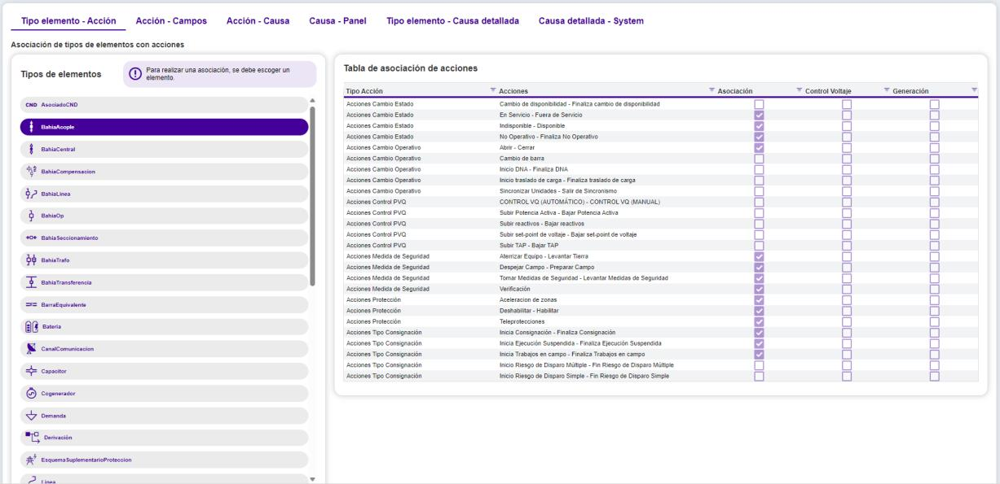 Tipo elemento - Acción Acción - Campos Acción - Causa Causa - Panel Tipo elemento - Causa detallada Causa detallada - System
Asociación de tipos de elementos con acciones
Tipos de elementos
Para realizar una asociación, se debe escoger un
elemento.
CND AsociadoCND
BahiaAcople
BahiaCentral
BahiaCompensacion
BahiaLinea
BahiaOp
BahiaSeccionamiento
BahiaTrafo
BahiaTransferencia
BarraEquivalente
Bateria
CanalComunicacion
Capacitor
Cogenerador
Demanda
Derivación
EsquemaSuplementarioProteccion
Linea
Tabla de asociación de acciones
Tipo Acción Acciones Asociación Control Voltaje Generación
Acciones Cambio Estado Cambio de disponibilidad - Finaliza cambio de disponibilidad
Acciones Cambio Estado En Servicio - Fuera de Servicio
Acciones Cambio Estado Indisponible - Disponible
Acciones Cambio Estado No Operativo - Finaliza No Operativo
Acciones Cambio Operativo Abrir - Cerrar
Acciones Cambio Operativo Cambio de barra
Acciones Cambio Operativo Inicio DNA - Finaliza DNA
Acciones Cambio Operativo Inicio traslado de carga - Finaliza traslado de carga
Acciones Cambio Operativo Sincronizar Unidades - Salir de Sincronismo
Acciones Control PVQ CONTROL VQ (AUTOMÁTICO) - CONTROL VQ (MANUAL)
Acciones Control PVQ Subir Potencia Activa - Bajar Potencia Activa
Acciones Control PVQ Subir reactivos - Bajar reactivos
Acciones Control PVQ Subir set-point de voltaje - Bajar set-point de voltaje
Acciones Control PVQ Subir TAP - Bajar TAP
Acciones Medida de Seguridad Aterrizar Equipo - Levantar Tierra
Acciones Medida de Seguridad Despejar Campo - Preparar Campo
Acciones Medida de Seguridad Tomar Medidas de Seguridad - Levantar Medidas de Seguridad
Acciones Medida de Seguridad Verificación
Acciones Protección Aceleracion de zonas
Acciones Protección Deshabilitar - Habilitar
Acciones Protección Teleprotecciones
Acciones Tipo Consignación Inicia Consignación - Finaliza Consignación
Acciones Tipo Consignación Inicia Ejecución Suspendida - Finaliza Ejecución Suspendida
Acciones Tipo Consignación Inicia Trabajos en campo - Finaliza Trabajos en campo
Acciones Tipo Consignación Inicio Riesgo de Disparo Múltiple - Fin Riesgo de Disparo Múltiple
Acciones Tipo Consignación Inicio Riesgo de Disparo Simple - Fin Riesgo de Disparo Simple